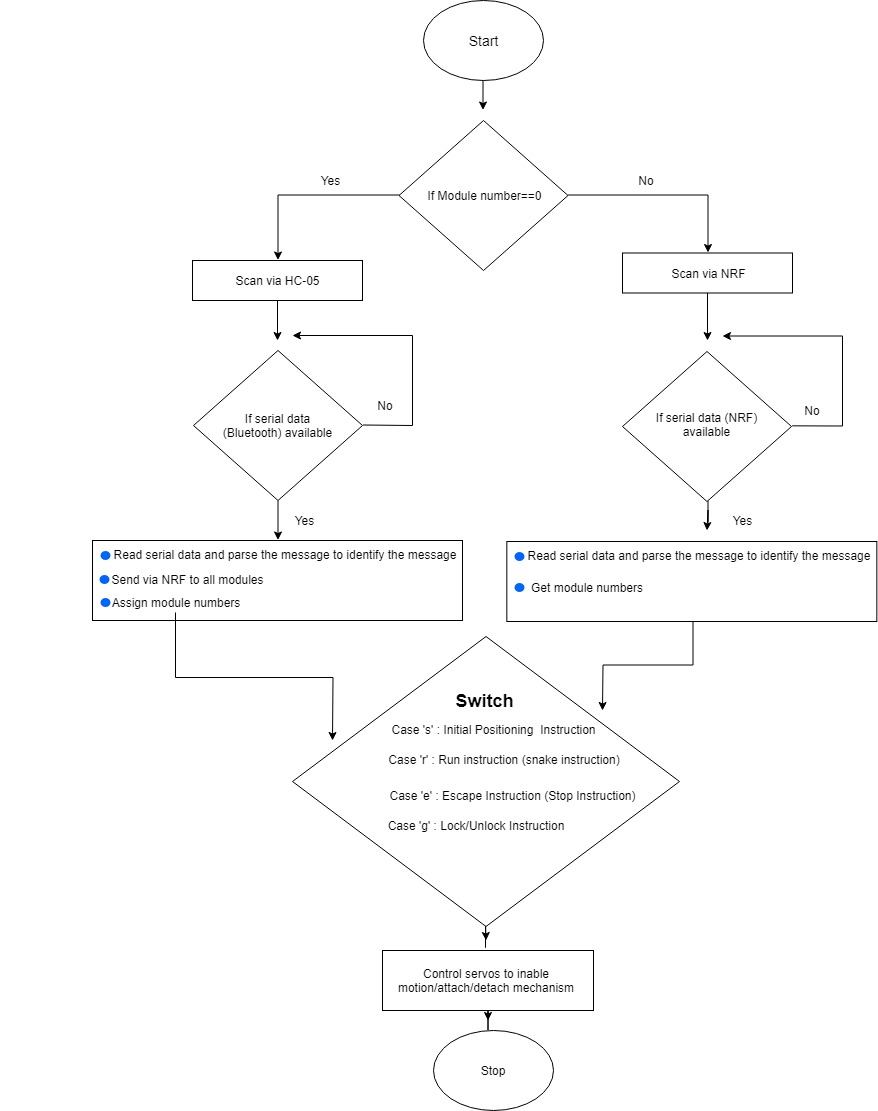 Start
If Module number==0
Yes
No
Scan via HC-05
Scan via NRF
If serial data
(Bluetooth) available
No
If serial data (NRF)
available
No
Yes
Yes
Read serial data and parse the message to identify the message
Send via NRF to all modules
Assign module numbers
Read serial data and parse the message to identify the message
Get module numbers
Switch
Case 's' : Initial Positioning  Instruction
Case 'r' : Run instruction (snake instruction)
Case 'e' : Escape Instruction (Stop Instruction)
Case 'g' : Lock/Unlock Instruction
Control servos to inable
motion/attach/detach mechanism
Stop